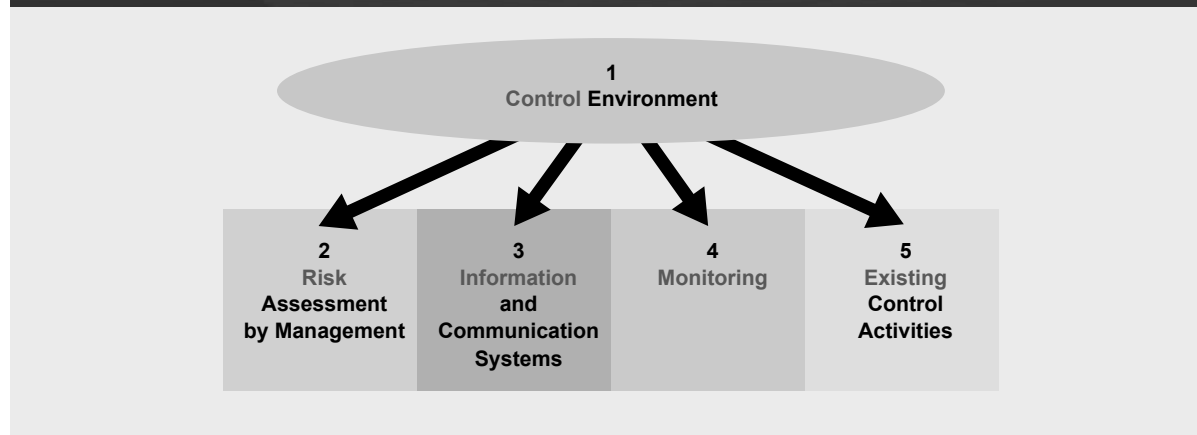 1
Control Environment
2
Risk
Assessment
by Management
3
Information
and
Communication
Systems
4
Monitoring
5
Existing
Control
Activities